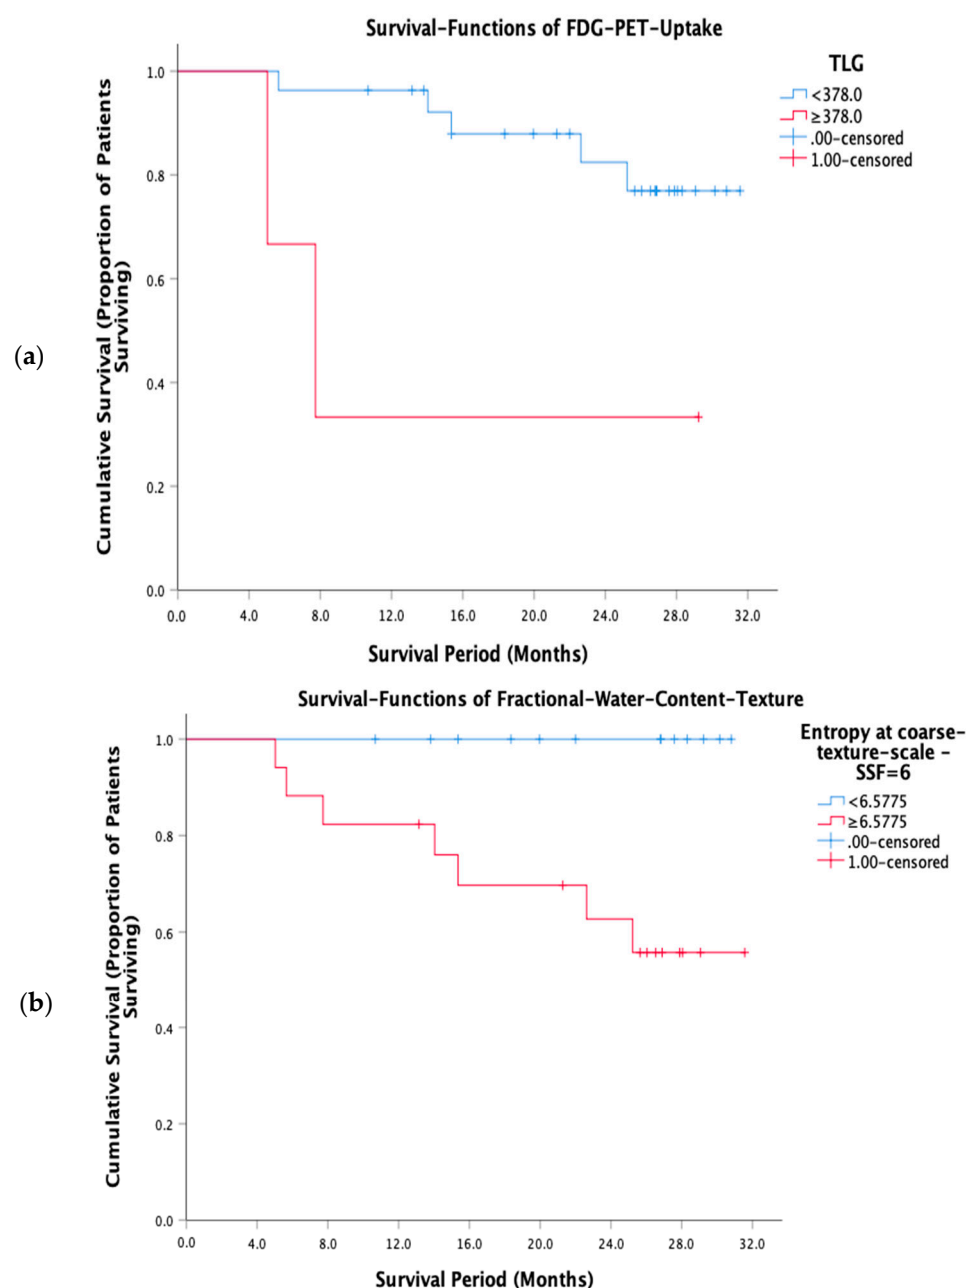 Survival-Functions of FDG-PET-Uptake
TLG
<378.0
≥378.0
.00-censored
1.00-censored
Cumulative Survival (Proportion of Patients
Surviving)
1.0
0.8
0.6
0.4
0.2
0.0
(a)
0.0 4.0 8.0 12.0 16.0 20.0 24.0 28.0 32.0
Survival Period (Months)
Survival-Functions of Fractional-Water-Content-Texture
Entropy at coarse-
texture-scale -
SSF=6
<6.5775
≥6.5775
.00-censored
1.00-censored
Cumulative Survival (Proportion of Patients
Surviving)
1.0
0.8
0.6
0.4
0.2
0.0
(b)
0.0 4.0 8.0 12.0 16.0 20.0 24.0 28.0 32.0
Survival Period (Months)